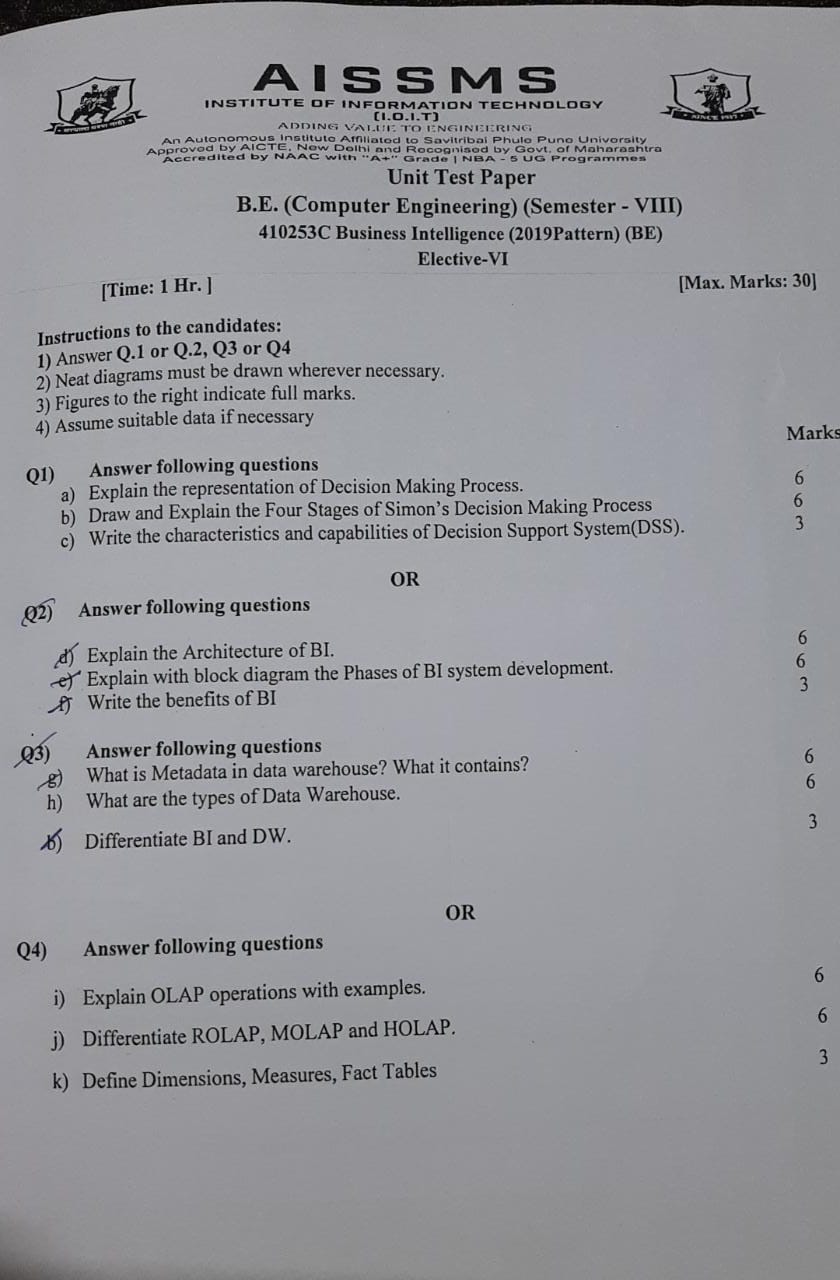 AISSMS
INSTITUTE OF INFORMATION TECHNOLOGY
(I.O.I.T)
ADDING VALUE TO ENGINEERING
An Autonomous Institute Affiliated to Savitribai Phule Pune University
Approved by AICTE, New Delhi and Recognised by Govt. of Maharashtra
Accredited by NAAC with "A+" Grade | NBA - 5 UG Programmes
Unit Test Paper
B.E. (Computer Engineering) (Semester - VIII)
410253C Business Intelligence (2019Pattern) (BE)
Elective-VI
[Time: 1 Hr. ] [Max. Marks: 30]
Instructions to the candidates:
1) Answer Q.1 or Q.2, Q3 or Q4
2) Neat diagrams must be drawn wherever necessary.
3) Figures to the right indicate full marks.
4) Assume suitable data if necessary
Marks
Q1) Answer following questions
a) Explain the representation of Decision Making Process. 6
b) Draw and Explain the Four Stages of Simon's Decision Making Process 6
c) Write the characteristics and capabilities of Decision Support System(DSS). 3
OR
Q2) Answer following questions
d) Explain the Architecture of BI. 6
e) Explain with block diagram the Phases of BI system development. 6
f) Write the benefits of BI 3
Q3) Answer following questions
g) What is Metadata in data warehouse? What it contains? 6
h) What are the types of Data Warehouse. 6
Differentiate BI and DW. 3
OR
Q4) Answer following questions
i) Explain OLAP operations with examples. 6
j) Differentiate ROLAP, MOLAP and HOLAP. 6
k) Define Dimensions, Measures, Fact Tables 3